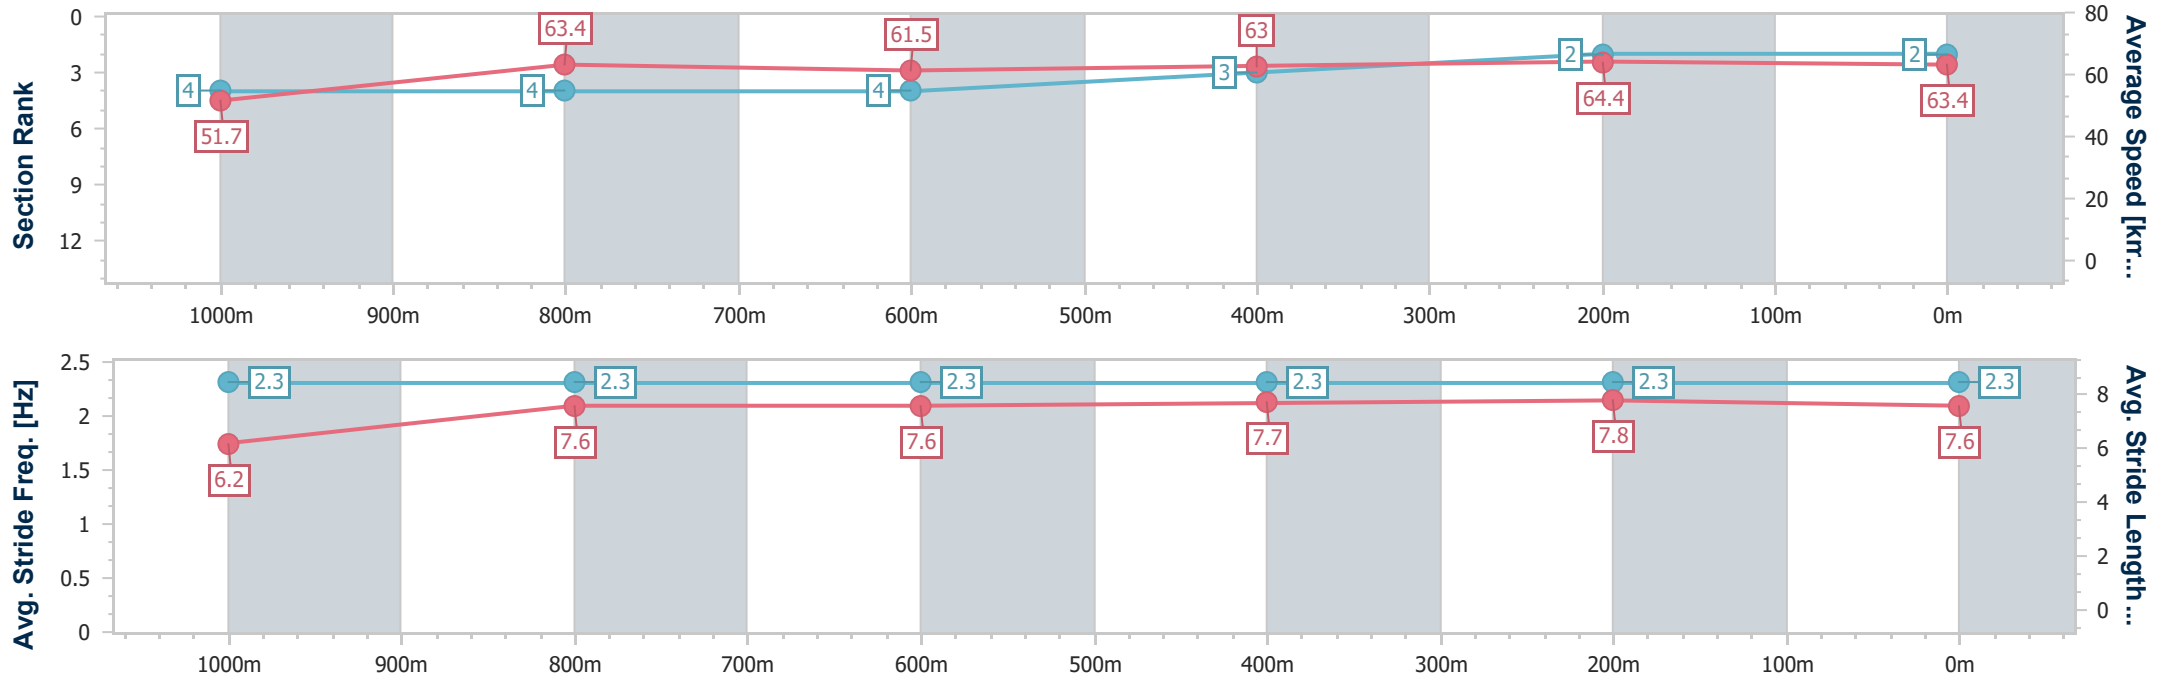 Section Rank
0
3
6
9
12
80
60
40
20
0
Average Speed [km...
63.4
61.5
63
4
4
4
3
2
2
51.7
64.4
63.4
1000m
900m
800m
700m
600m
500m
400m
300m
200m
100m
0m
Avg. Stride Freq. [Hz]
2.5
2
1.5
1
0.5
0
8
6
4
2
0
Avg. Stride Length ...
2.3
2.3
2.3
2.3
2.3
2.3
6.2
7.6
7.6
7.7
7.8
7.6
1000m
900m
800m
700m
600m
500m
400m
300m
200m
100m
0m